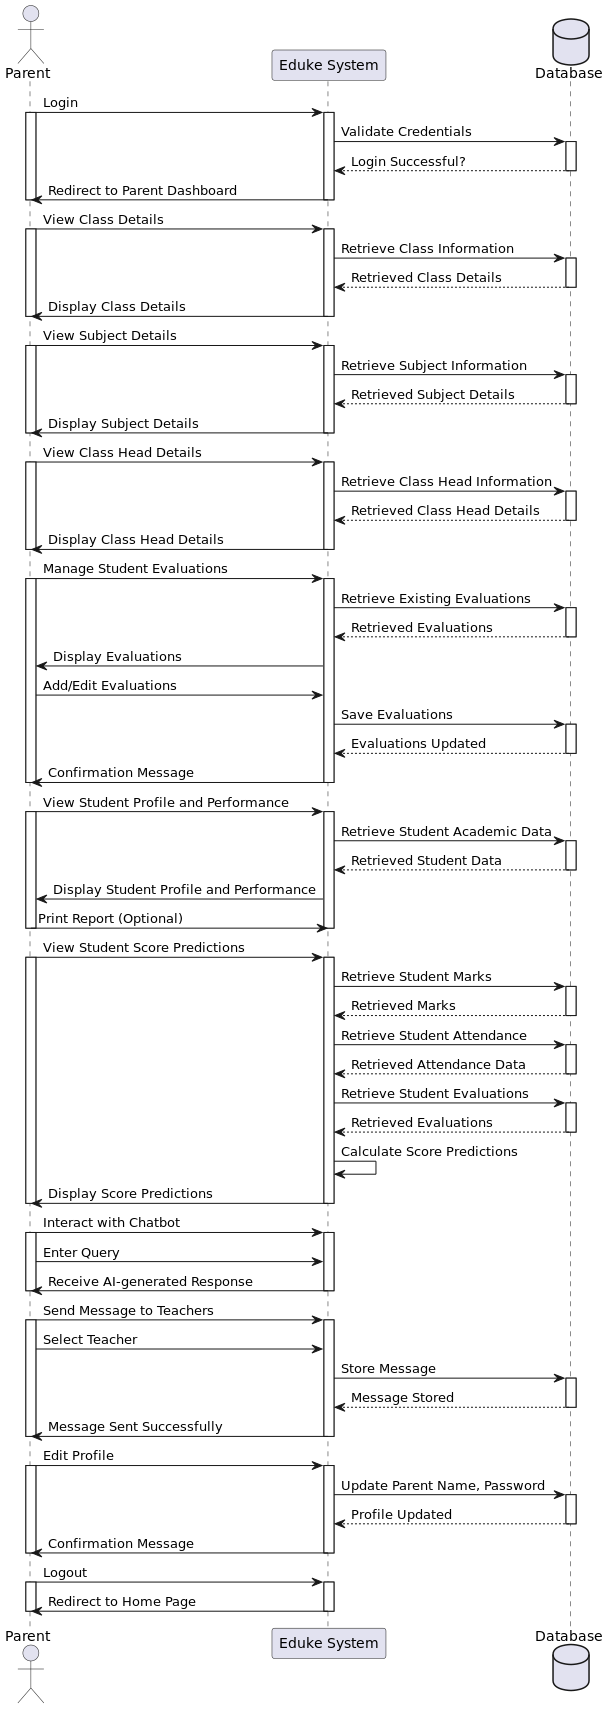 Parent
Eduke System
Database
Login
Validate Credentials
Login Successful?
Redirect to Parent Dashboard
View Class Details
Retrieve Class Information
Retrieved Class Details
Display Class Details
View Subject Details
Retrieve Subject Information
Retrieved Subject Details
Display Subject Details
View Class Head Details
Retrieve Class Head Information
Retrieved Class Head Details
Display Class Head Details
Manage Student Evaluations
Retrieve Existing Evaluations
Retrieved Evaluations
Display Evaluations
Add/Edit Evaluations
Save Evaluations
Evaluations Updated
Confirmation Message
View Student Profile and Performance
Retrieve Student Academic Data
Retrieved Student Data
Display Student Profile and Performance
Print Report (Optional)
View Student Score Predictions
Retrieve Student Marks
Retrieved Marks
Retrieve Student Attendance
Retrieved Attendance Data
Retrieve Student Evaluations
Retrieved Evaluations
Calculate Score Predictions
Display Score Predictions
Interact with Chatbot
Enter Query
Receive AI-generated Response
Send Message to Teachers
Select Teacher
Store Message
Message Stored
Message Sent Successfully
Edit Profile
Update Parent Name, Password
Profile Updated
Confirmation Message
Logout
Redirect to Home Page
Parent
Eduke System
Database